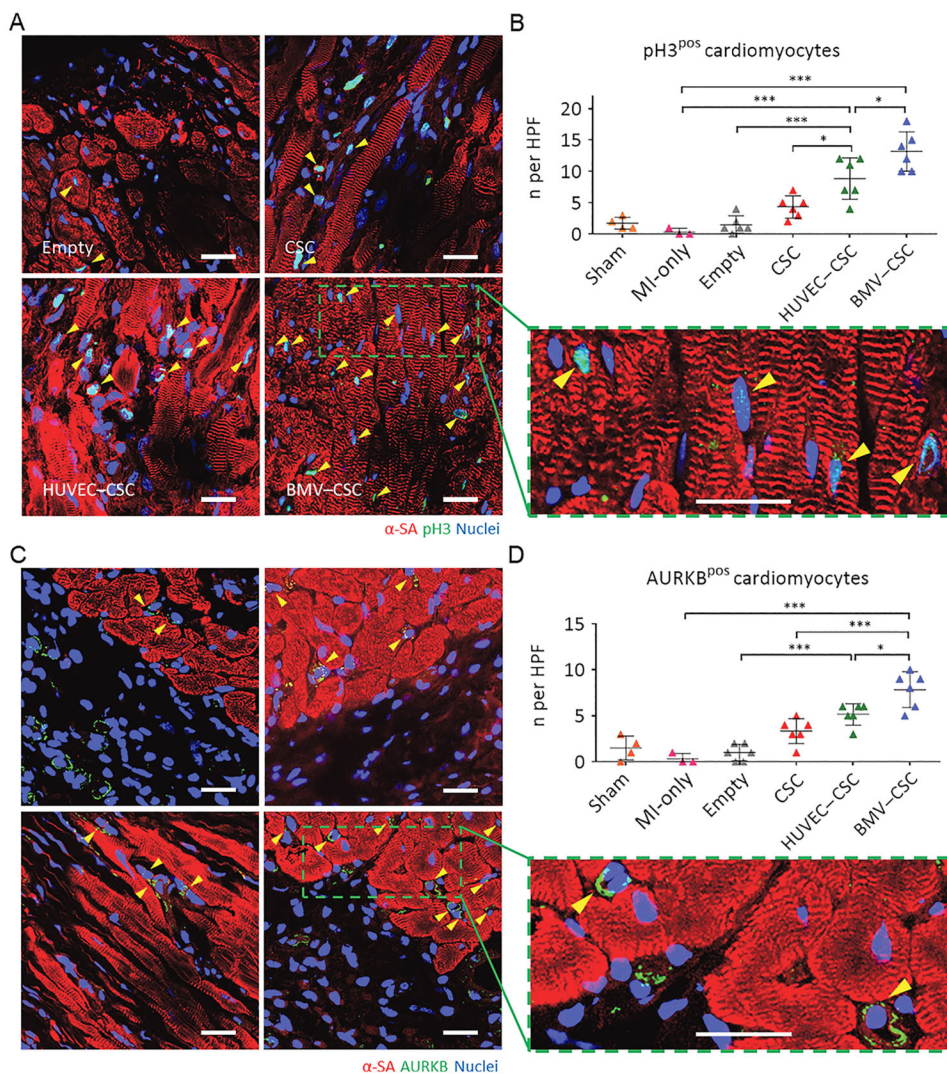 A
Empty
CSC
HUVEC–CSC
BMV–CSC
α-SA pH3 Nuclei
B
pH3pos cardiomyocytes
***
***
*
***
*
n per HPF
20
15
10
5
0
Sham
MI-only
Empty
CSC
HUVEC–CSC
BMV–CSC
C
α-SA AURKB Nuclei
D
AURKBpos cardiomyocytes
***
***
***
*
n per HPF
15
10
5
0
Sham
MI-only
Empty
CSC
HUVEC–CSC
BMV–CSC